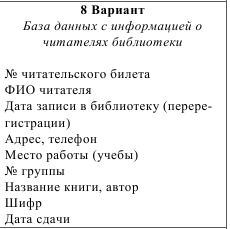 8 Вариант
База данных с информацией о
читателях библиотеки
№ читательского билета
ФИО читателя
Дата записи в библиотеку (перере-
гистрации)
Адрес, телефон
Место работы (учебы)
№ группы
Название книги, автор
Шифр
Дата сдачи